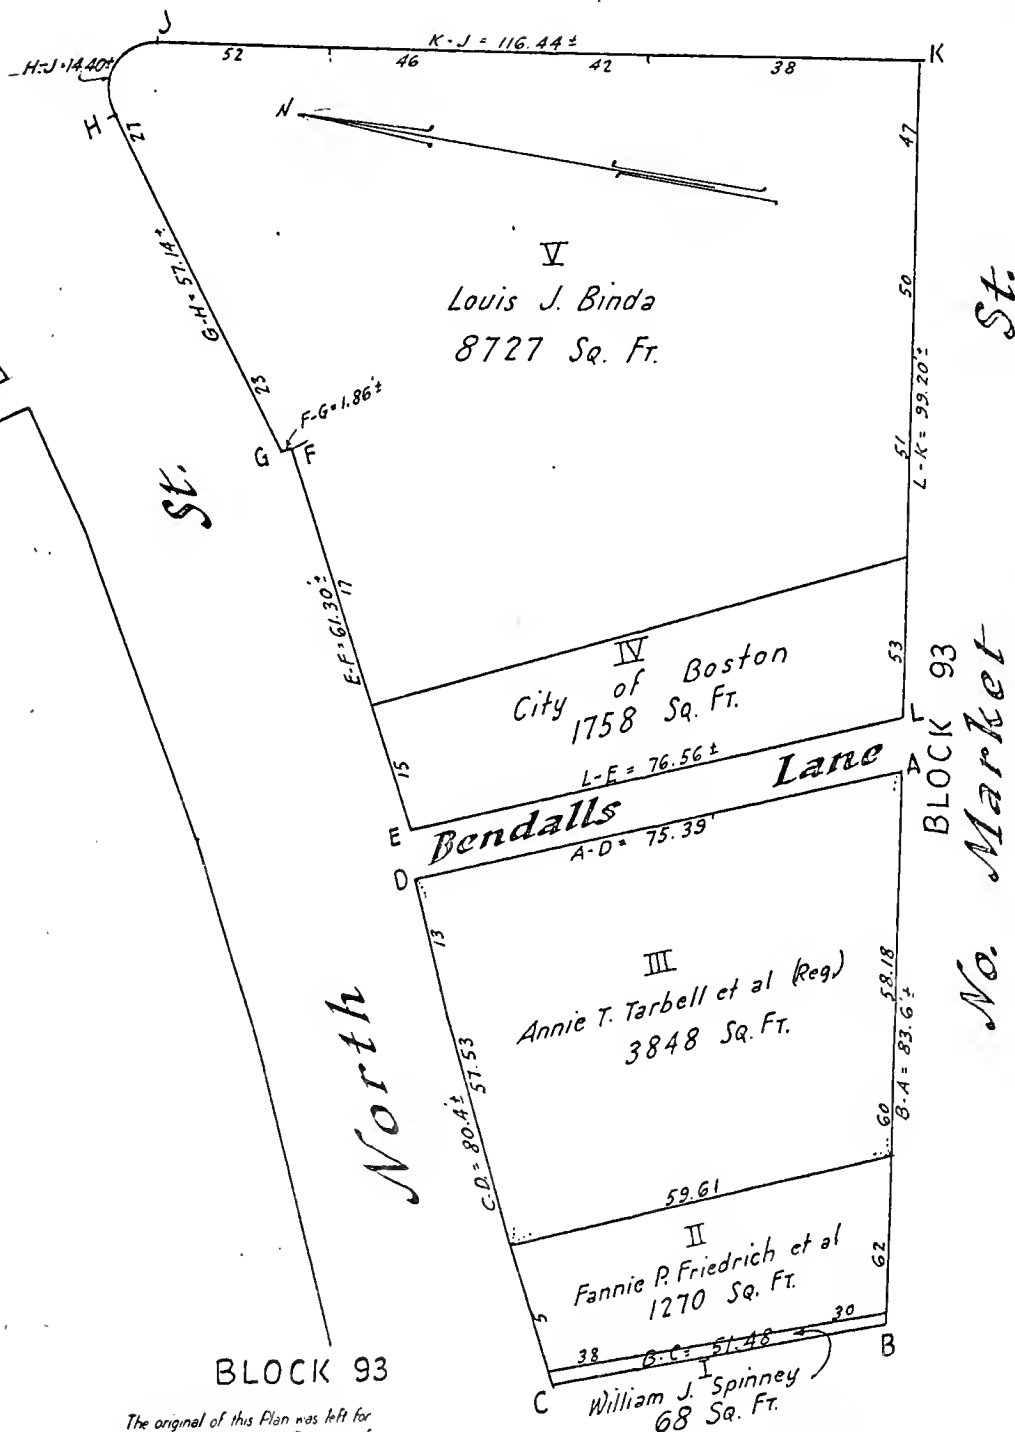 J
K-J = 116.44±
K
52
46
42
38
H-J=14.40±
H
27
N
47
G-H = 57.14±
V
Louis J. Binda
8727 Sq. Ft.
50
St.
L-K = 99.20'±
51
23
F-G=1.86'±
G
F
St.
E-F = 61.30'±
17
IV
City of Boston
1758 Sq. Ft.
53
L
15
L-E = 76.56±
E
Bendalls Lane
A
BLOCK 93
No. Market
A-D = 75.39'
D
13
III
Annie T. Tarbell et al (Reg.)
3848 Sq. Ft.
58.18
B-A = 83.6'±
60
North
C-D = 80.4'±
57.53
59.61
II
Fannie P. Friedrich et al
1270 Sq. Ft.
62
5
30
38
B-C = 51.48
B
I
C
William J. Spinney
68 Sq. Ft.
BLOCK 93
The original of this Plan was left for